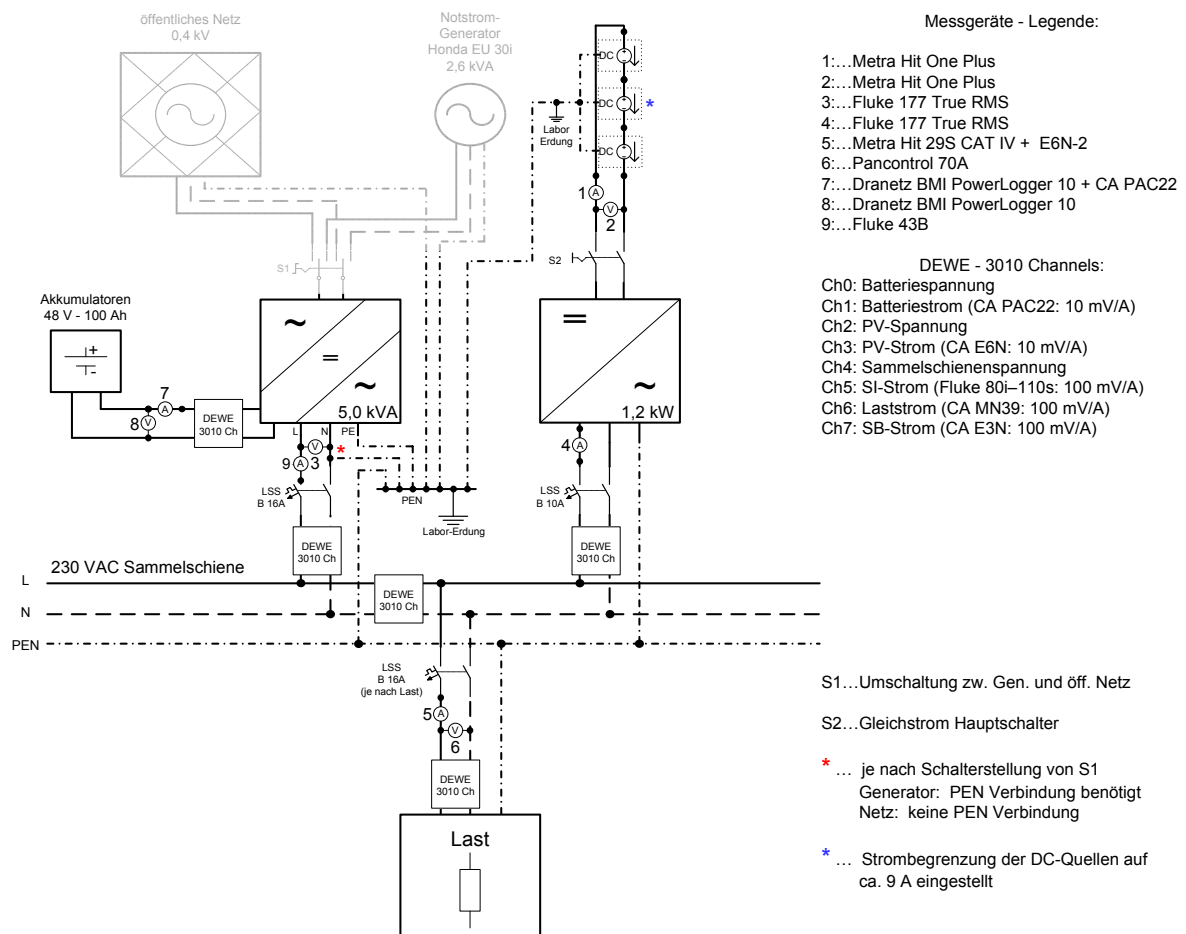 öffentliches Netz
0,4 kV
Notstrom-
Generator
Honda EU 30i
2,6 kVA
DC
DC
*
DC
Labor
Erdung
1
A
V
2
S1
S2
Akkumulatoren
48 V - 100 Ah
+
-
7
A
8
V
DEWE
3010 Ch
~
=
~
5,0 kVA
L
N
PE
V
*
9
A
3
LSS
B 16A
PEN
Labor-Erdung
=
~
1,2 kW
4
A
LSS
B 10A
DEWE
3010 Ch
DEWE
3010 Ch
230 VAC Sammelschiene
L
DEWE
3010 Ch
N
PEN
LSS
B 16A
(je nach Last)
5
A
V
6
DEWE
3010 Ch
Last
Messgeräte - Legende:
1:…Metra Hit One Plus
2:…Metra Hit One Plus
3:…Fluke 177 True RMS
4:…Fluke 177 True RMS
5:…Metra Hit 29S CAT IV + E6N-2
6:…Pancontrol 70A
7:…Dranetz BMI PowerLogger 10 + CA PAC22
8:…Dranetz BMI PowerLogger 10
9:…Fluke 43B
DEWE - 3010 Channels:
Ch0: Batteriespannung
Ch1: Batteriestrom (CA PAC22: 10 mV/A)
Ch2: PV-Spannung
Ch3: PV-Strom (CA E6N: 10 mV/A)
Ch4: Sammelschienenspannung
Ch5: SI-Strom (Fluke 80i–110s: 100 mV/A)
Ch6: Laststrom (CA MN39: 100 mV/A)
Ch7: SB-Strom (CA E3N: 100 mV/A)
S1…Umschaltung zw. Gen. und öff. Netz
S2…Gleichstrom Hauptschalter
* … je nach Schalterstellung von S1
Generator: PEN Verbindung benötigt
Netz: keine PEN Verbindung
* … Strombegrenzung der DC-Quellen auf
ca. 9 A eingestellt